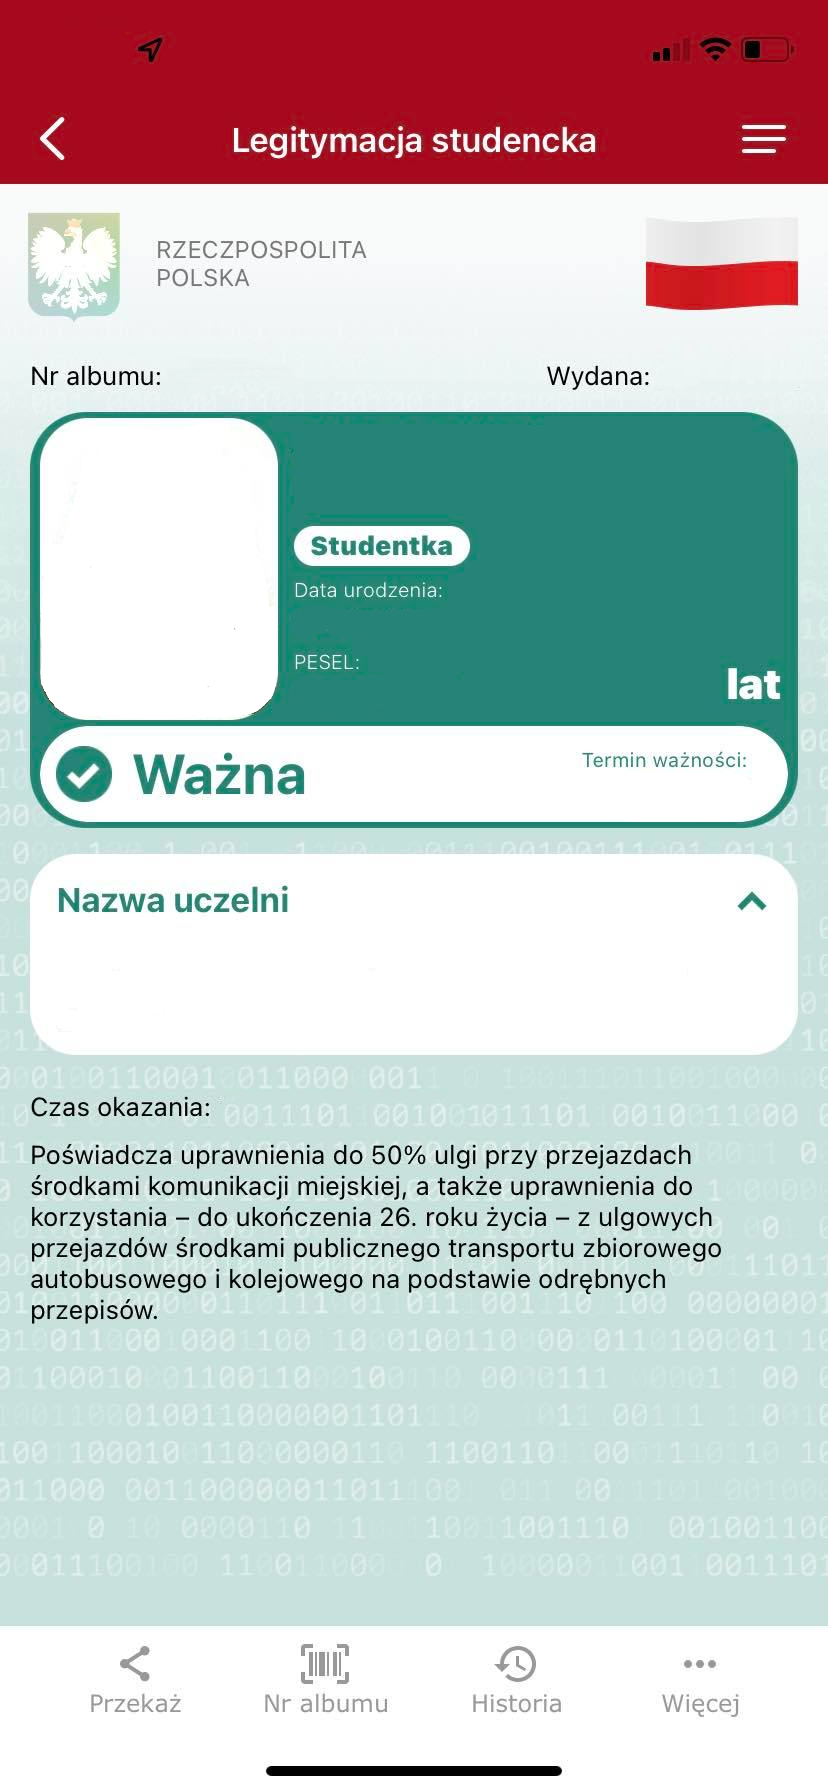 Legitymacja studencka
RZECZPOSPOLITA
POLSKA
Nr albumu:
Wydana:
Studentka
Data urodzenia:
PESEL:
lat
Ważna
Termin ważności:
Nazwa uczelni
Czas okazania:
Poświadcza uprawnienia do 50% ulgi przy przejazdach
środkami komunikacji miejskiej, a także uprawnienia do
korzystania – do ukończenia 26. roku życia – z ulgowych
przejazdów środkami publicznego transportu zbiorowego
autobusowego i kolejowego na podstawie odrębnych
przepisów.
Przekaż
Nr albumu
Historia
Więcej